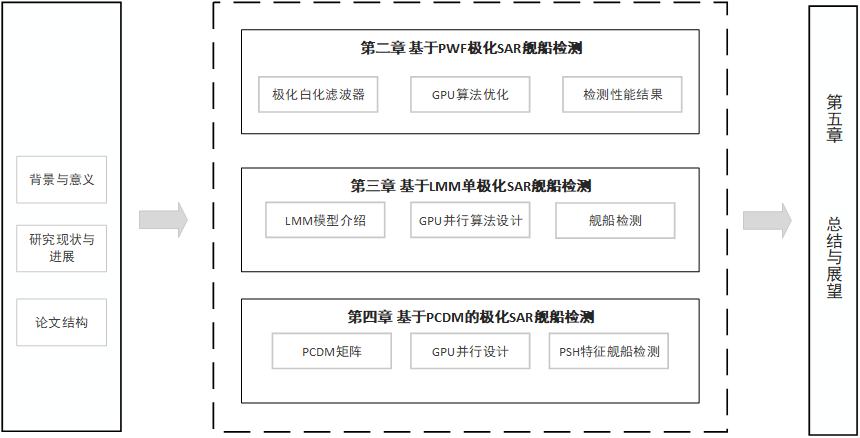 背景与意义
研究现状与
进展
论文结构
第二章 基于PWF极化SAR舰船检测
极化白化滤波器
GPU算法优化
检测性能结果
第三章 基于LMM单极化SAR舰船检测
LMM模型介绍
GPU并行算法设计
舰船检测
第四章 基于PCDM的极化SAR舰船检测
PCDM矩阵
GPU并行设计
PSH特征舰船检测
第五章 总结与展望